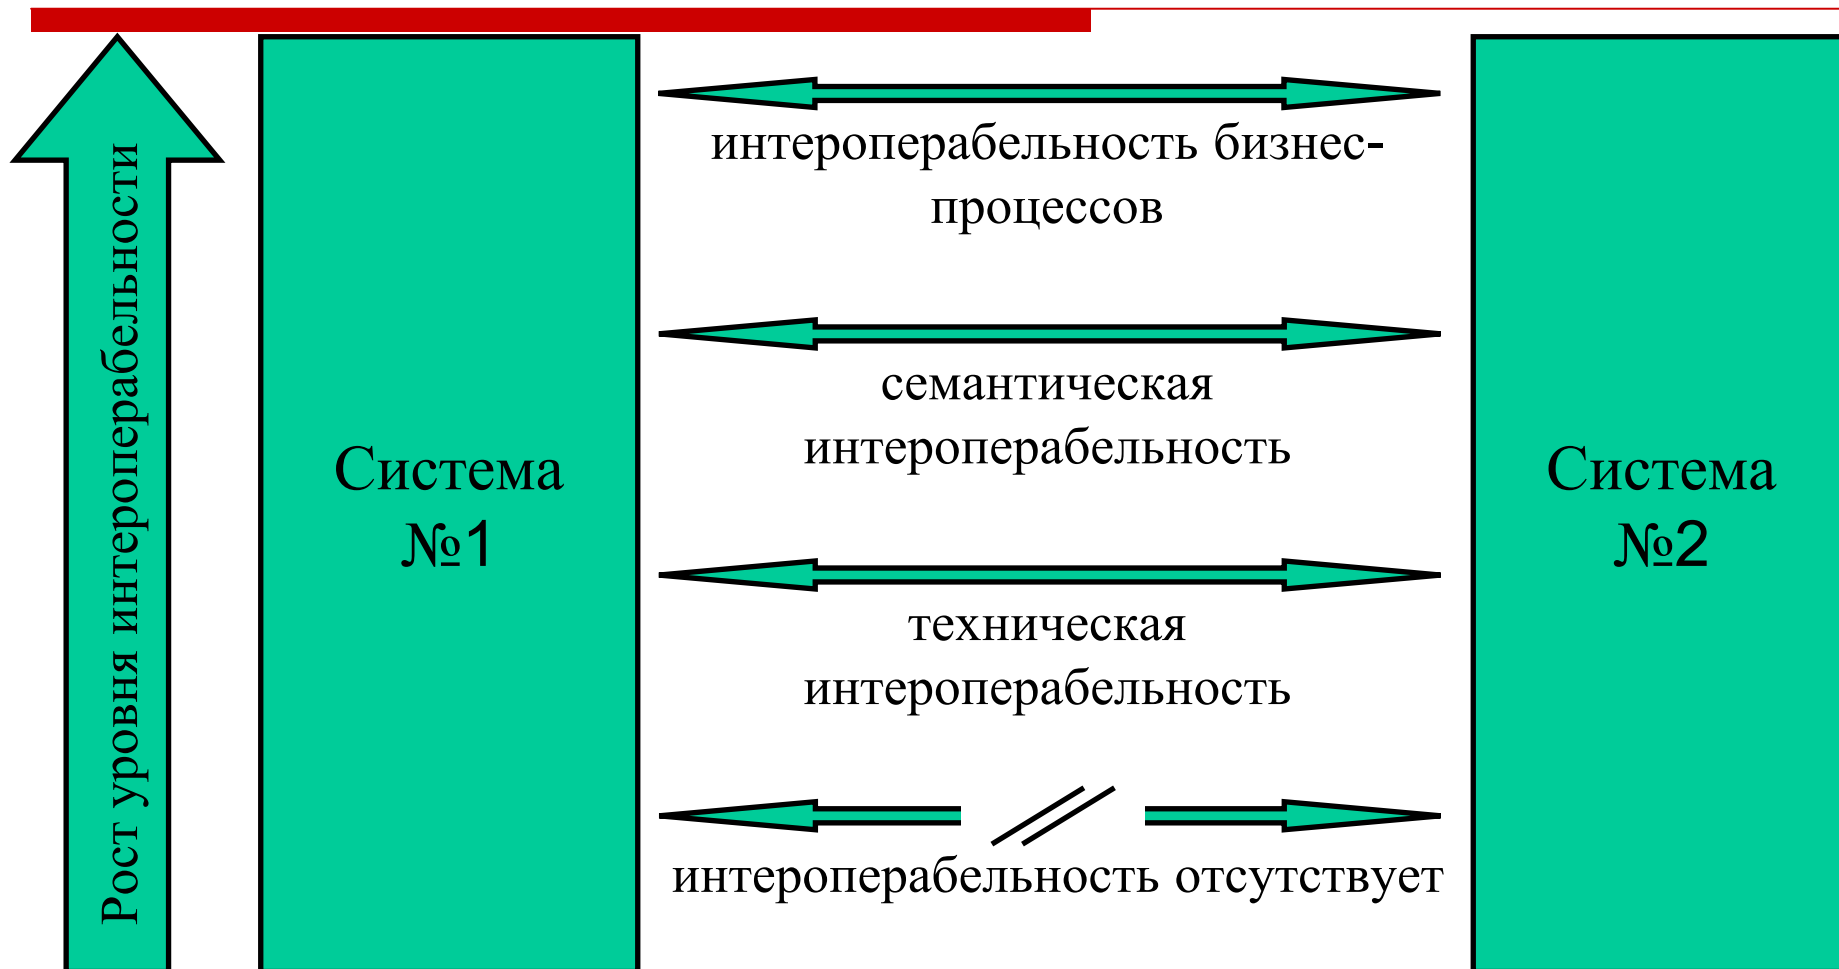 Рост уровня интероперабельности
Система
№1
интероперабельность бизнес-
процессов
семантическая
интероперабельность
техническая
интероперабельность
интероперабельность отсутствует
Система
№2